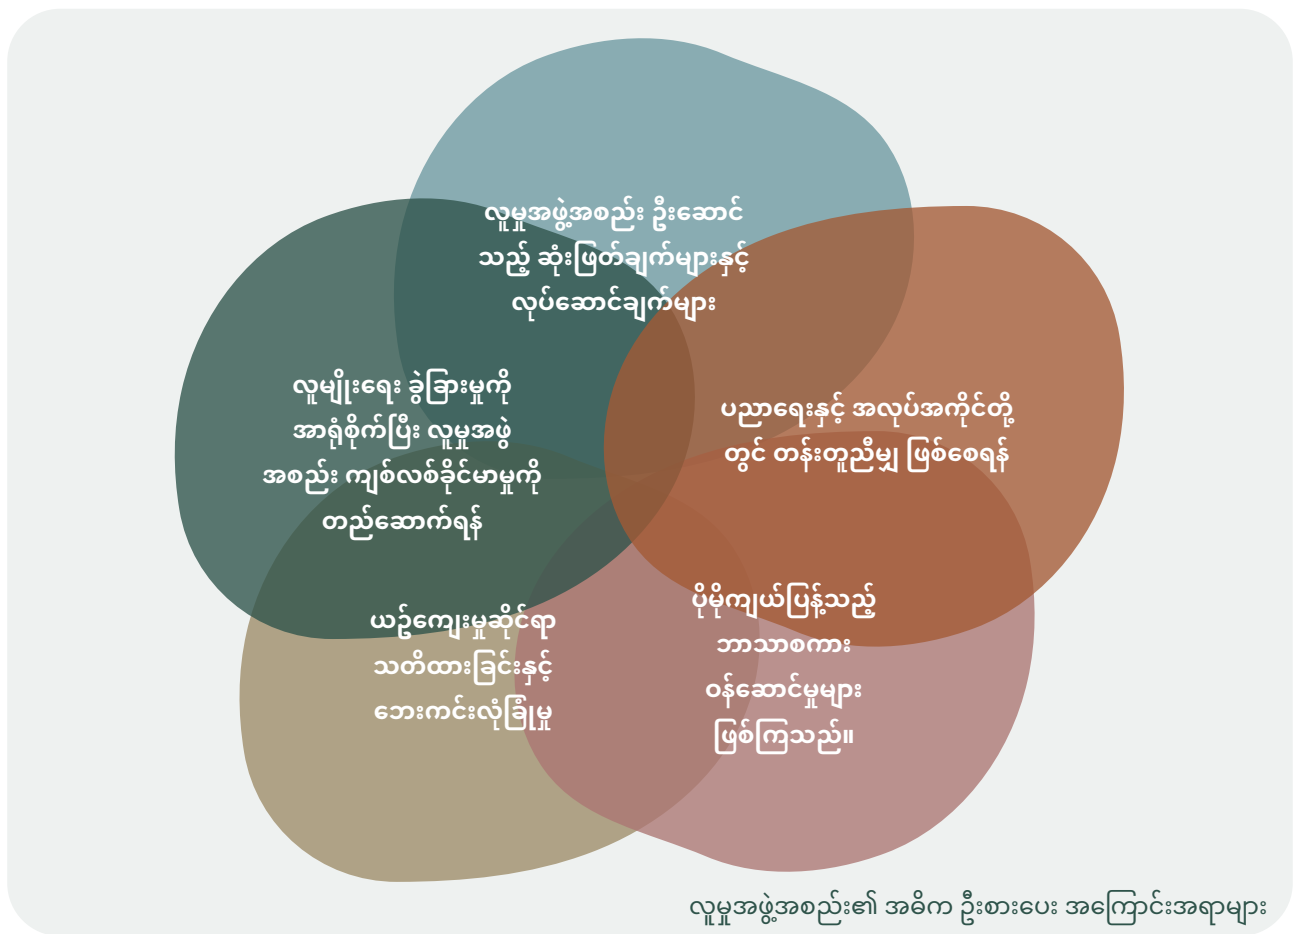 လူမှုအဖွဲ့အစည်း ဦးဆောင်
သည့် ဆုံးဖြတ်ချက်များနှင့်
လုပ်ဆောင်ချက်များ
လူမျိုးရေး ခွဲခြားမှုကို
အာရုံစိုက်ပြီး လူမှုအဖွဲ
အစည်း ကျစ်လစ်ခိုင်မာမှုကို
တည်ဆောက်ရန်
ပညာရေးနှင့် အလုပ်အကိုင်တို့
တွင် တန်းတူညီမျှ ဖြစ်စေရန်
ယဥ်ကျေးမှုဆိုင်ရာ
သတိထားခြင်းနှင့်
ဘေးကင်းလုံခြုံမှု
ပိုမိုကျယ်ပြန့်သည့်
ဘာသာစကား
ဝန်ဆောင်မှုများ
ဖြစ်ကြသည်။
လူမှုအဖွဲ့အစည်း၏ အဓိက ဦးစားပေး အကြောင်းအရာများ